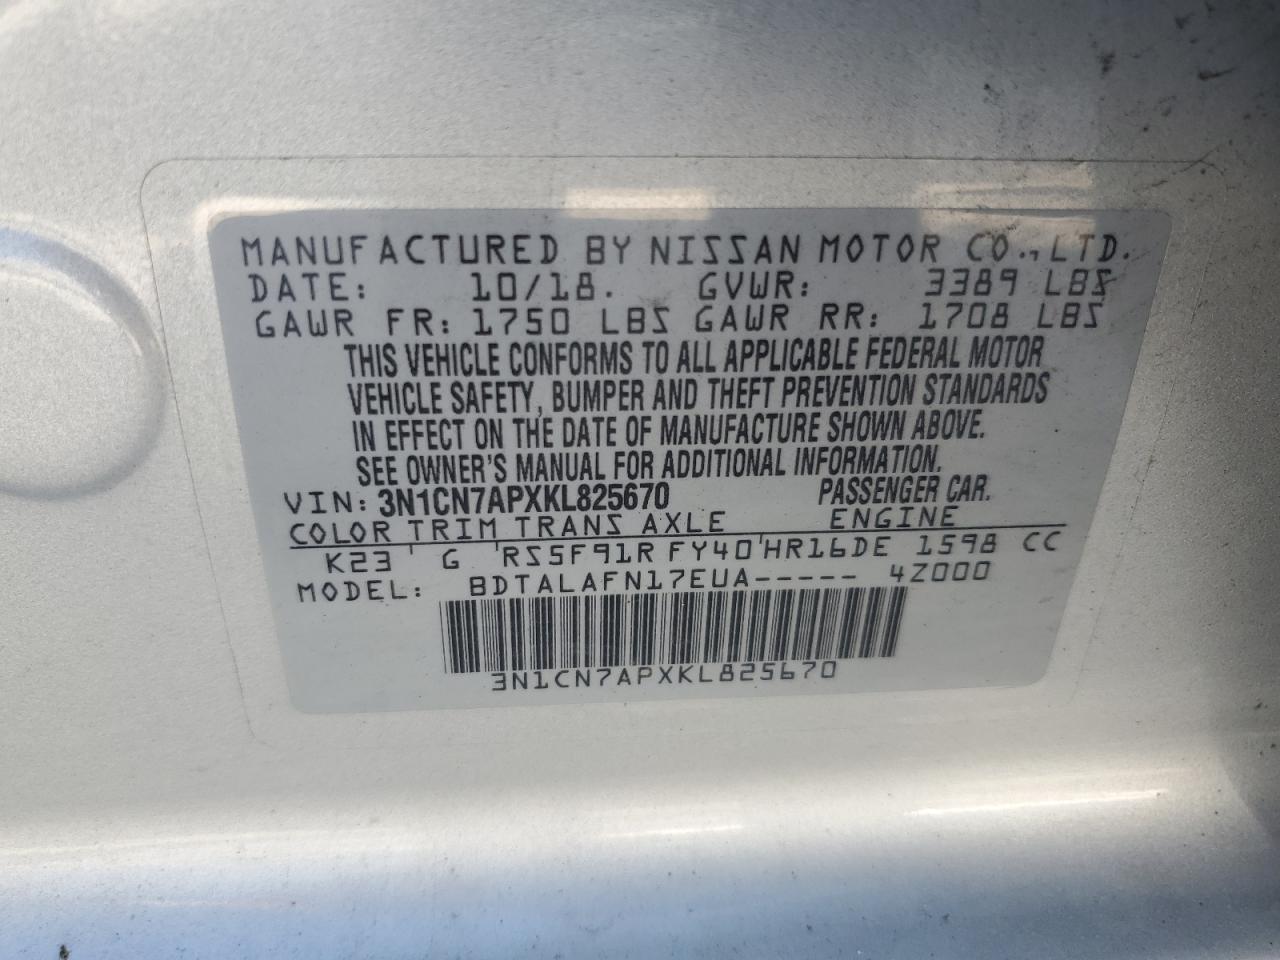 MANUFACTURED BY NISSAN MOTOR CO.,LTD.
DATE: 10/18. GVWR: 3389 LBS
GAWR FR: 1750 LBS GAWR RR: 1708 LBS
THIS VEHICLE CONFORMS TO ALL APPLICABLE FEDERAL MOTOR
VEHICLE SAFETY, BUMPER AND THEFT PREVENTION STANDARDS
IN EFFECT ON THE DATE OF MANUFACTURE SHOWN ABOVE.
SEE OWNER'S MANUAL FOR ADDITIONAL INFORMATION.
VIN: 3N1CN7APXKL825670 PASSENGER CAR.
COLOR TRIM TRANS AXLE ENGINE
K23 ' G 'RS5F91R FY40'HR16DE 1598 CC
MODEL: BDTALAFN17EUA----- 4Z000
3N1CN7APXKL825670